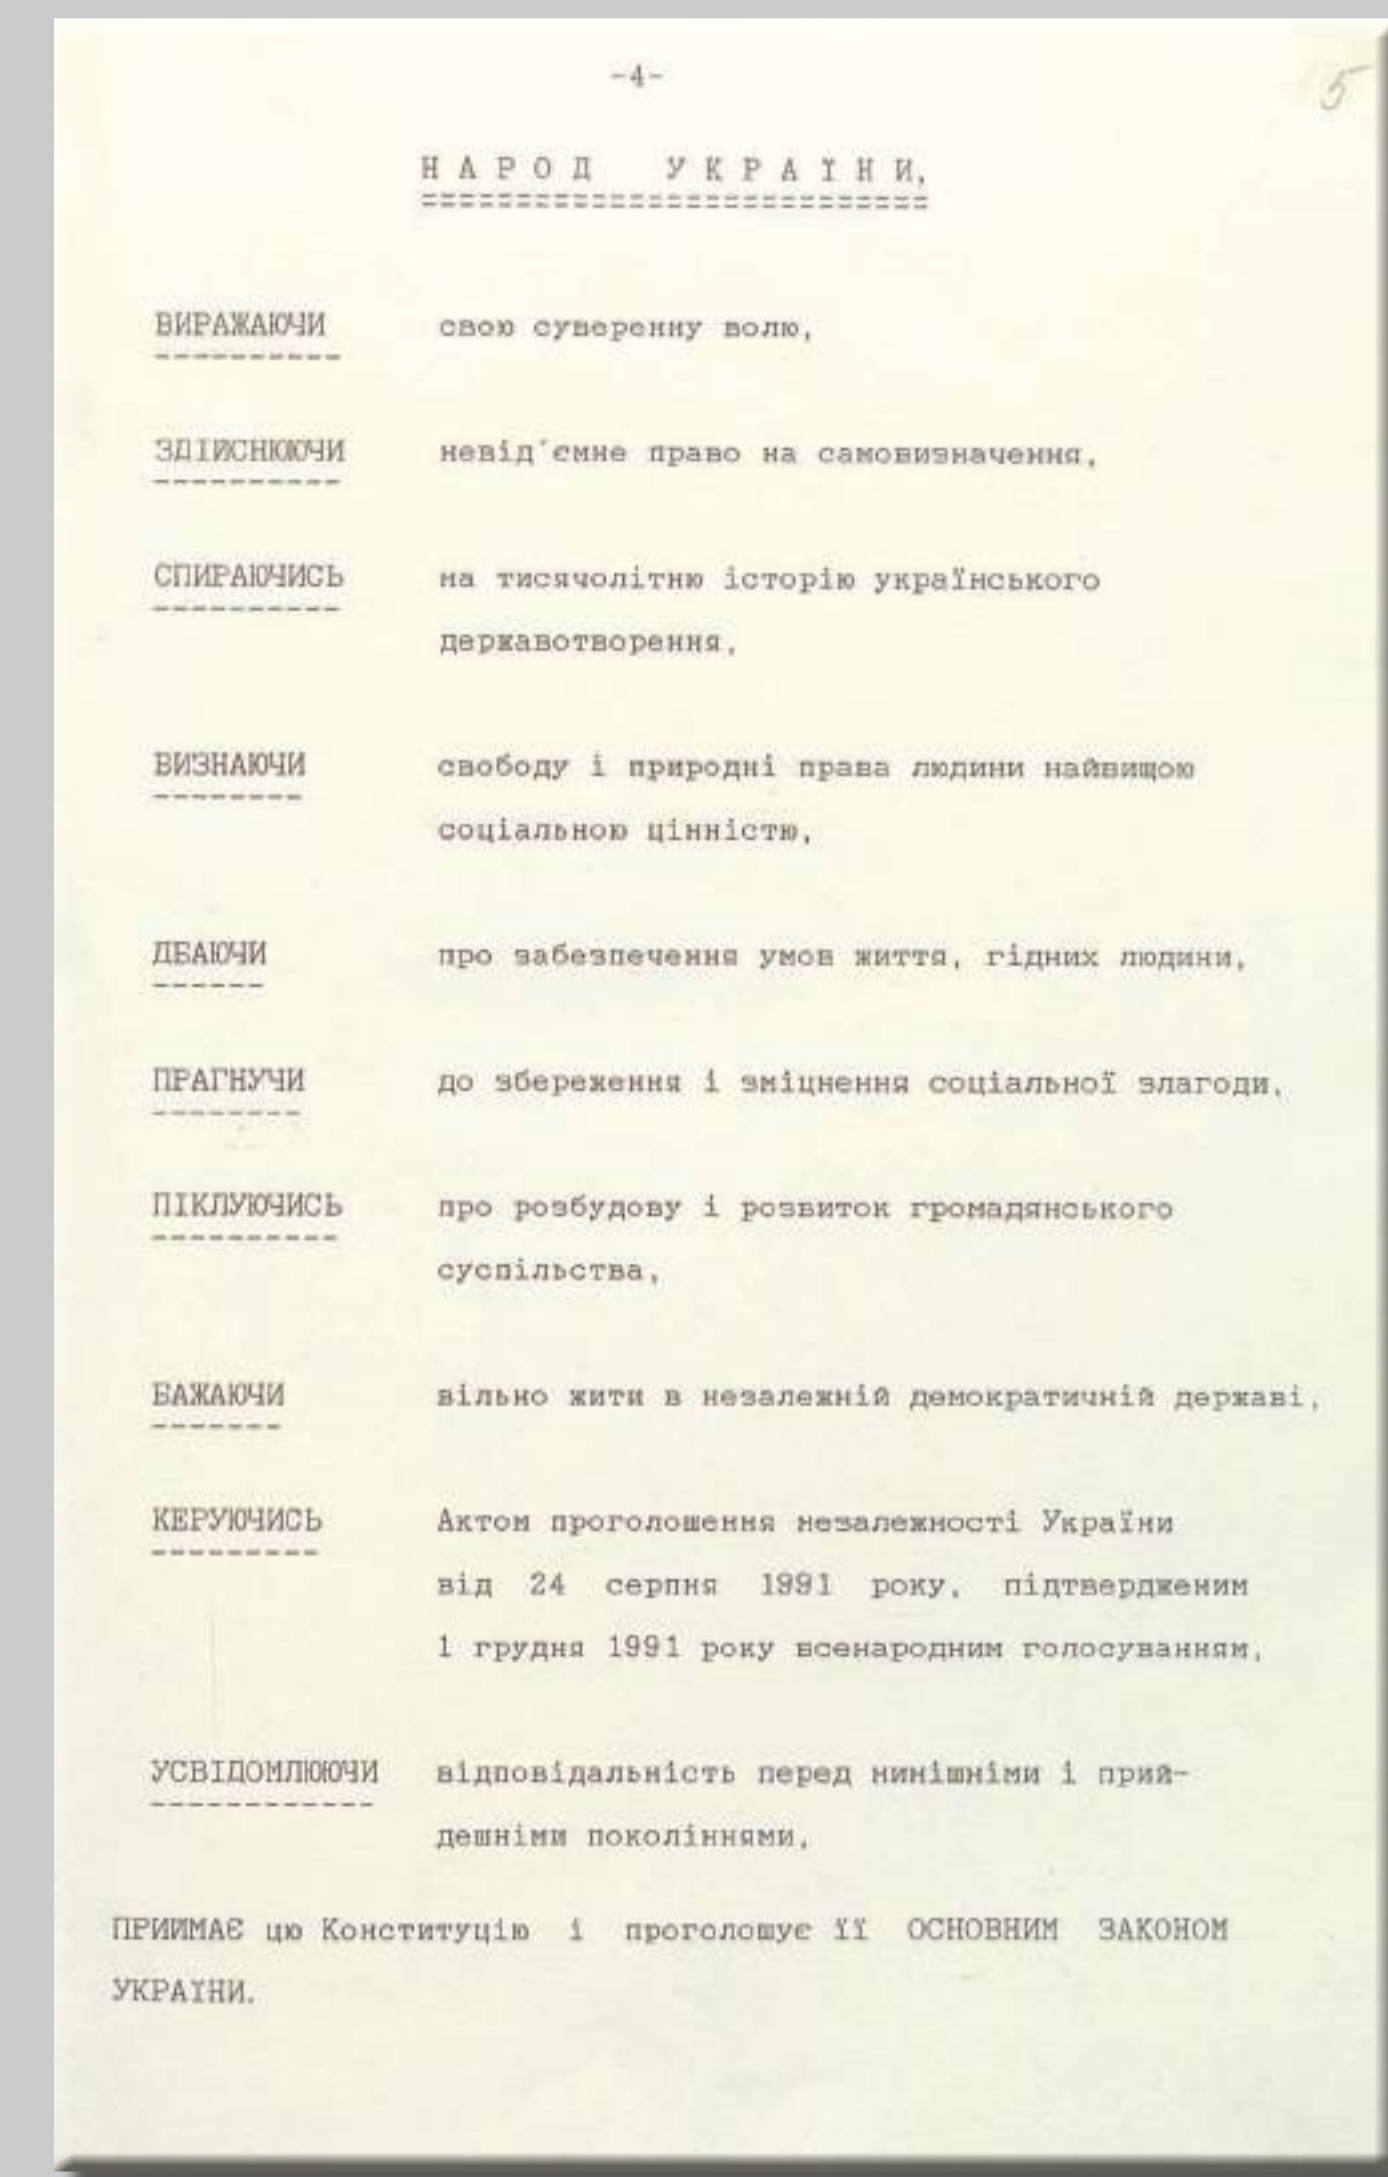 -4-
5
Н А Р О Д   У К Р А Ї Н И,
===========================
ВИРАЖАЮЧИ свою суверенну волю,
ЗДІЙСНЮЮЧИ невід'ємне право на самовизначення,
СПИРАЮЧИСЬ на тисячолітню історію українського
державотворення,
ВИЗНАЮЧИ свободу і природні права людини найвищою
соціальною цінністю,
ДБАЮЧИ про забезпечення умов життя, гідних людини,
ПРАГНУЧИ до збереження і зміцнення соціальної злагоди,
ПІКЛУЮЧИСЬ про розбудову і розвиток громадянського
суспільства,
БАЖАЮЧИ вільно жити в незалежній демократичній державі,
КЕРУЮЧИСЬ Актом проголошення незалежності України
від 24 серпня 1991 року, підтвердженим
1 грудня 1991 року всенародним голосуванням,
УСВІДОМЛЮЮЧИ відповідальність перед нинішніми і прий-
дешніми поколіннями,
ПРИЙМАЄ цю Конституцію і проголошує її ОСНОВНИМ ЗАКОНОМ
УКРАЇНИ.